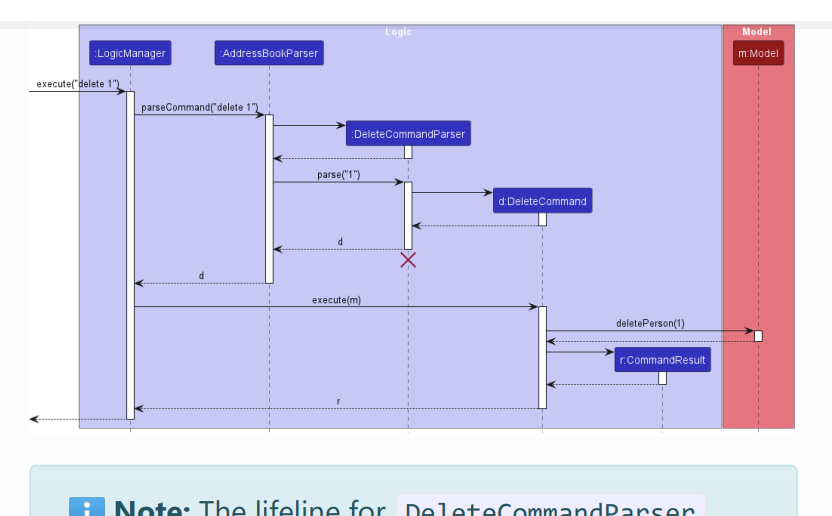 Logic
Model
:LogicManager
:AddressBookParser
m:Model
execute("delete 1")
parseCommand("delete 1")
:DeleteCommandParser
parse("1")
d:DeleteCommand
d
d
execute(m)
deletePerson(1)
r:CommandResult
r
i Note: The lifeline for DeleteCommandParser